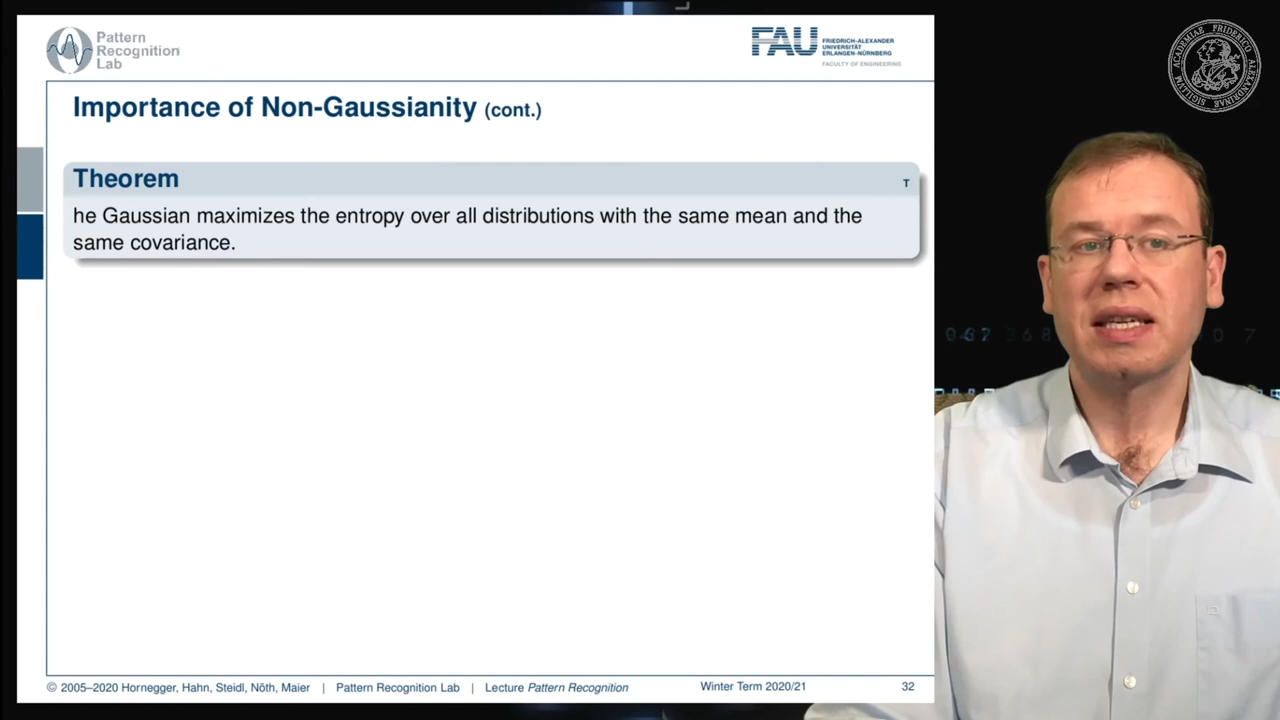 Pattern
Recognition
Lab
FAU FRIEDRICH-ALEXANDER
UNIVERSITÄT
ERLANGEN-NÜRNBERG
FACULTY OF ENGINEERING
Importance of Non-Gaussianity (cont.)
Theorem T
he Gaussian maximizes the entropy over all distributions with the same mean and the
same covariance.
© 2005–2020 Hornegger, Hahn, Steidl, Nöth, Maier | Pattern Recognition Lab | Lecture Pattern Recognition Winter Term 2020/21 32